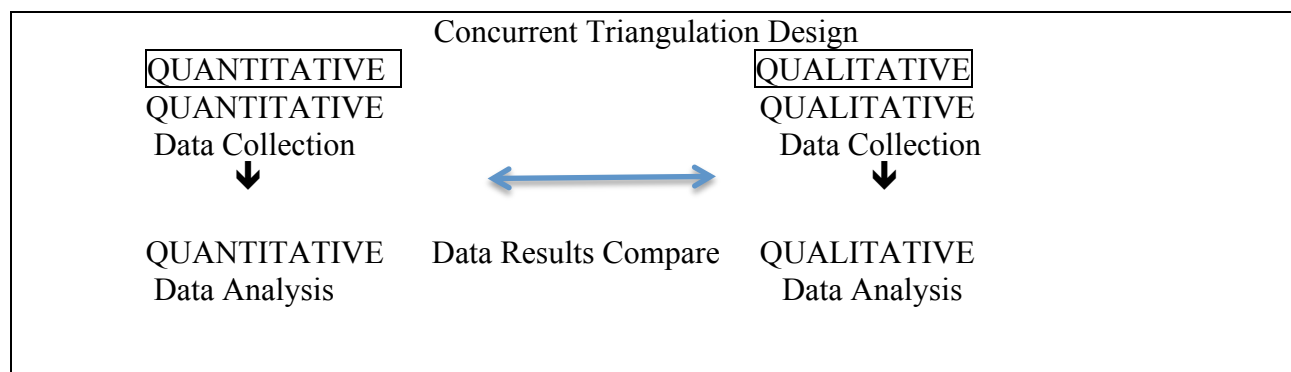 Concurrent Triangulation Design
QUANTITATIVE QUALITATIVE
QUANTITATIVE QUALITATIVE
Data Collection Data Collection
QUANTITATIVE Data Results Compare QUALITATIVE
Data Analysis Data Analysis